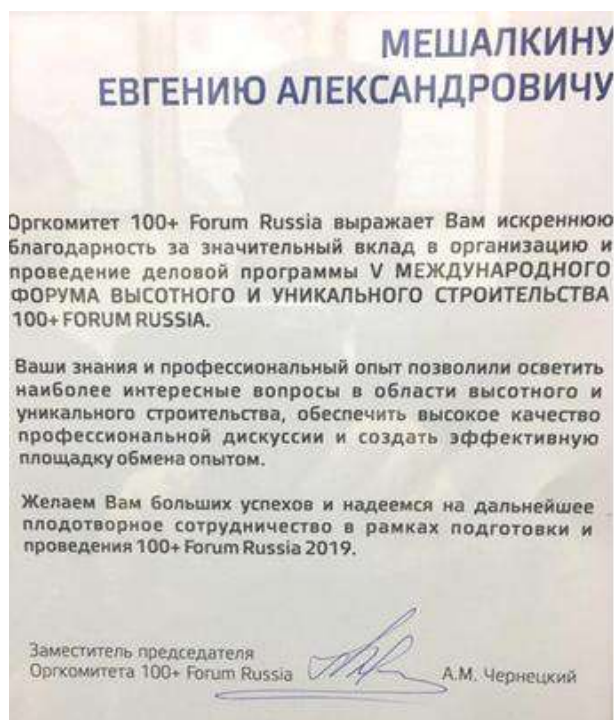 МЕШАЛКИНУ
ЕВГЕНИЮ АЛЕКСАНДРОВИЧУ
Оргкомитет 100+ Forum Russia выражает Вам искреннюю
благодарность за значительный вклад в организацию и
проведение деловой программы V МЕЖДУНАРОДНОГО
ФОРУМА ВЫСОТНОГО И УНИКАЛЬНОГО СТРОИТЕЛЬСТВА
100+ FORUM RUSSIA.
Ваши знания и профессиональный опыт позволили осветить
наиболее интересные вопросы в области высотного и
уникального строительства, обеспечить высокое качество
профессиональной дискуссии и создать эффективную
площадку обмена опытом.
Желаем Вам больших успехов и надеемся на дальнейшее
плодотворное сотрудничество в рамках подготовки и
проведения 100+ Forum Russia 2019.
Заместитель председателя
Оргкомитета 100+ Forum Russia А.М. Чернецкий